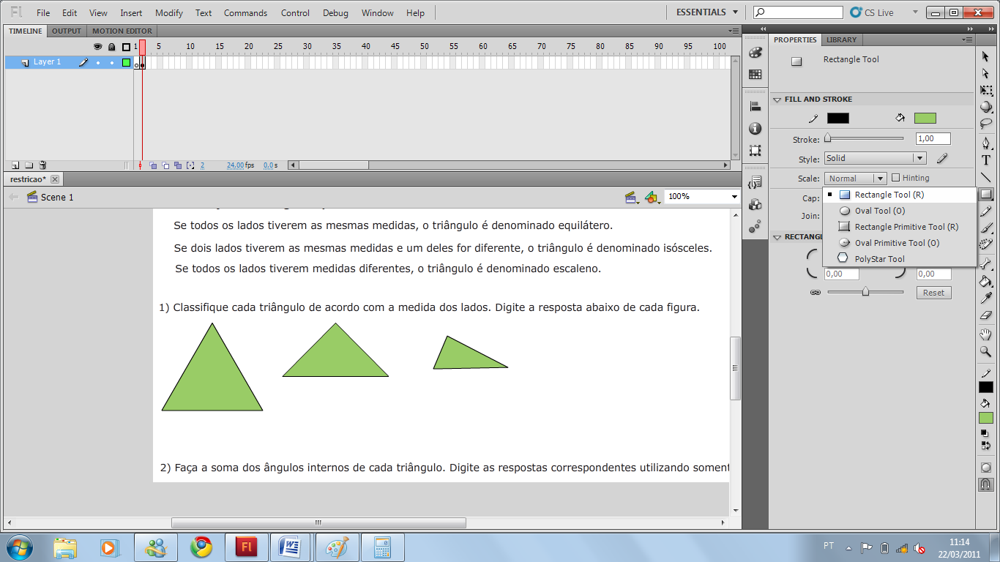 Fl File Edit View Insert Modify Text Commands Control Debug Window Help ESSENTIALS CS Live
TIMELINE OUTPUT MOTION EDITOR
1 5 10 15 20 25 30 35 40 45 50 55 60 65 70 75 80 85 90 95 100
Layer 1
2 24,00 fps 0,0 s
restricao*
Scene 1 100%
Se todos os lados tiverem as mesmas medidas, o triângulo é denominado equilátero.
Se dois lados tiverem as mesmas medidas e um deles for diferente, o triângulo é denominado isósceles.
Se todos os lados tiverem medidas diferentes, o triângulo é denominado escaleno.
1) Classifique cada triângulo de acordo com a medida dos lados. Digite a resposta abaixo de cada figura.
2) Faça a soma dos ângulos internos de cada triângulo. Digite as respostas correspondentes utilizando soment
PROPERTIES LIBRARY
Rectangle Tool
FILL AND STROKE
Stroke: 1,00
Style: Solid
Scale: Normal Hinting
Cap:
Join:
RECTANGL
Rectangle Tool (R)
Oval Tool (O)
Rectangle Primitive Tool (R)
Oval Primitive Tool (O)
PolyStar Tool
0,00 0,00
Reset
T
Fl W
PT 11:14
22/03/2011